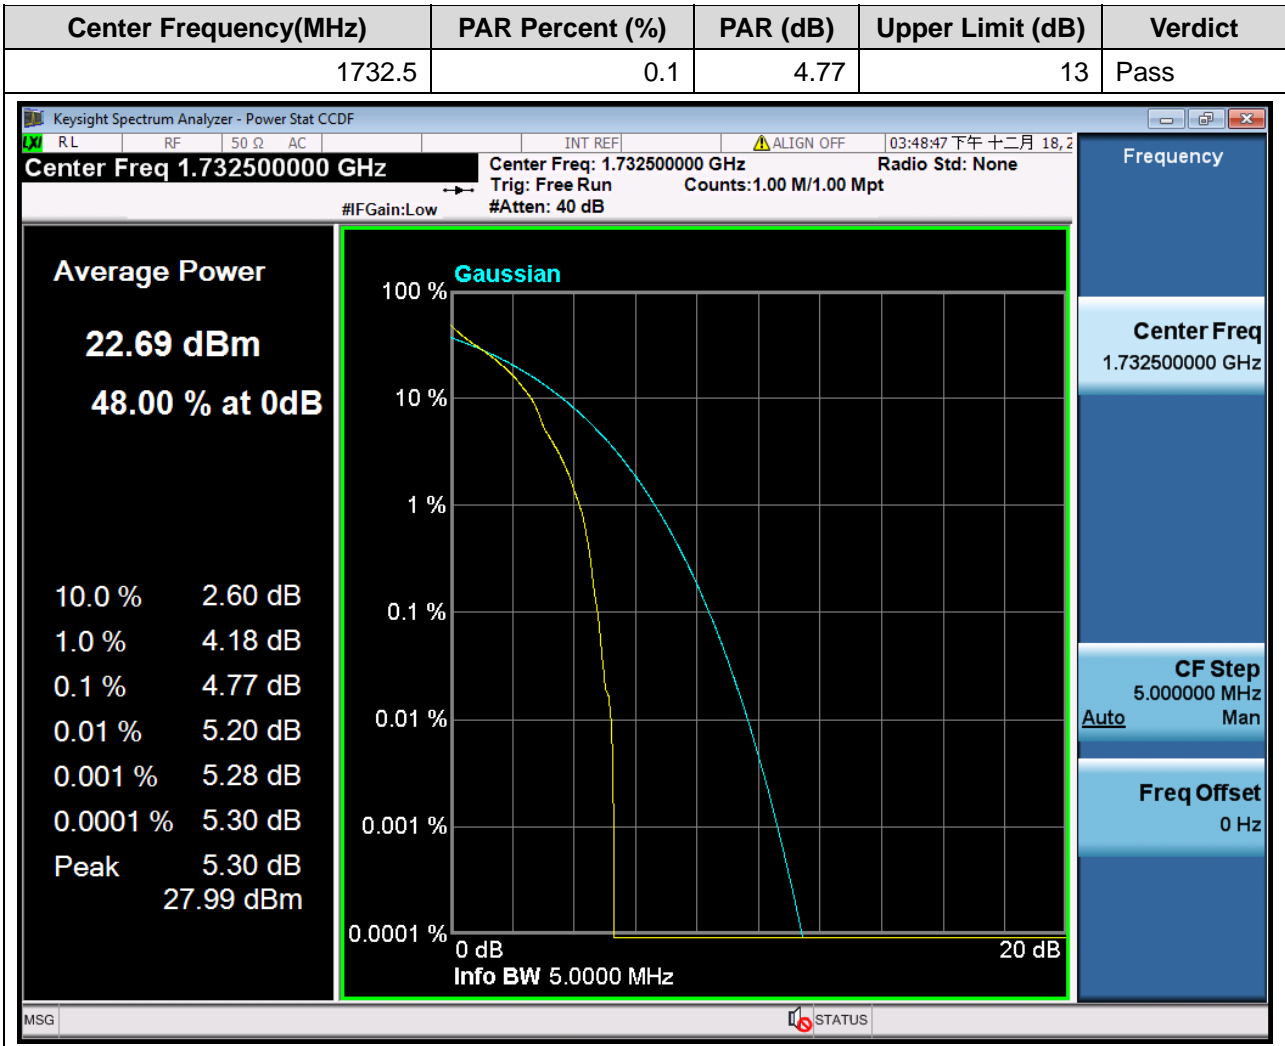 Center Frequency(MHz) PAR Percent (%) PAR (dB) Upper Limit (dB) Verdict
1732.5 0.1 4.77 13 Pass
Keysight Spectrum Analyzer - Power Stat CCDF
LXI RL RF 50 Ω AC INT REF ALIGN OFF 03:48:47 下午 十二月 18, 2
Center Freq 1.732500000 GHz
Center Freq: 1.732500000 GHz Radio Std: None
Trig: Free Run Counts:1.00 M/1.00 Mpt
#IFGain:Low #Atten: 40 dB
Average Power
22.69 dBm
48.00 % at 0dB
10.0 % 2.60 dB
1.0 % 4.18 dB
0.1 % 4.77 dB
0.01 % 5.20 dB
0.001 % 5.28 dB
0.0001 % 5.30 dB
Peak 5.30 dB
27.99 dBm
Gaussian
100 %
10 %
1 %
0.1 %
0.01 %
0.001 %
0.0001 %
0 dB 20 dB
Info BW 5.0000 MHz
Frequency
Center Freq
1.732500000 GHz
CF Step
5.000000 MHz
Auto Man
Freq Offset
0 Hz
MSG STATUS